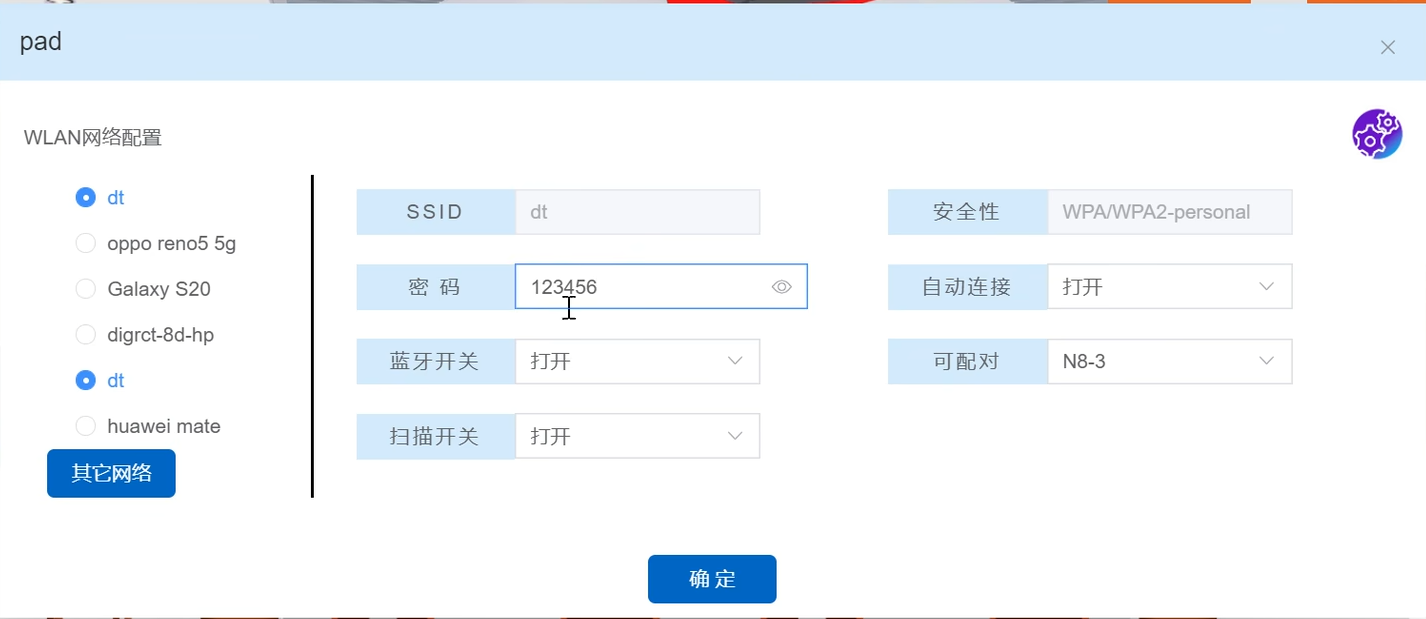 pad
WLAN网络配置
dt
oppo reno5 5g
Galaxy S20
digrct-8d-hp
dt
huawei mate
其它网络
SSID dt 安全性 WPA/WPA2-personal
密 码 123456 自动连接 打开
蓝牙开关 打开 可配对 N8-3
扫描开关 打开
确 定